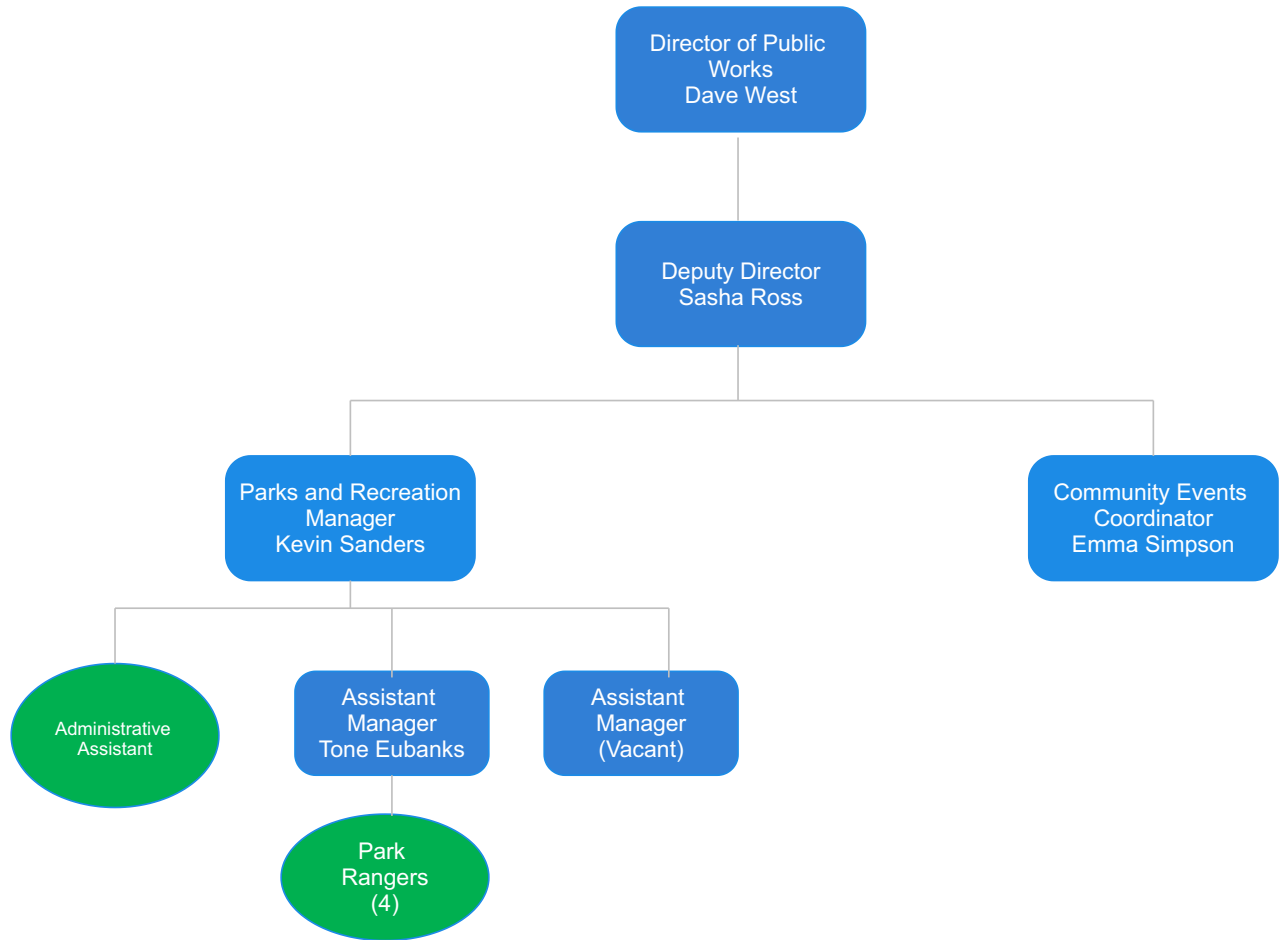 Director of Public
Works
Dave West
Deputy Director
Sasha Ross
Parks and Recreation
Manager
Kevin Sanders
Community Events
Coordinator
Emma Simpson
Administrative
Assistant
Assistant
Manager
Tone Eubanks
Assistant
Manager
(Vacant)
Park
Rangers
(4)